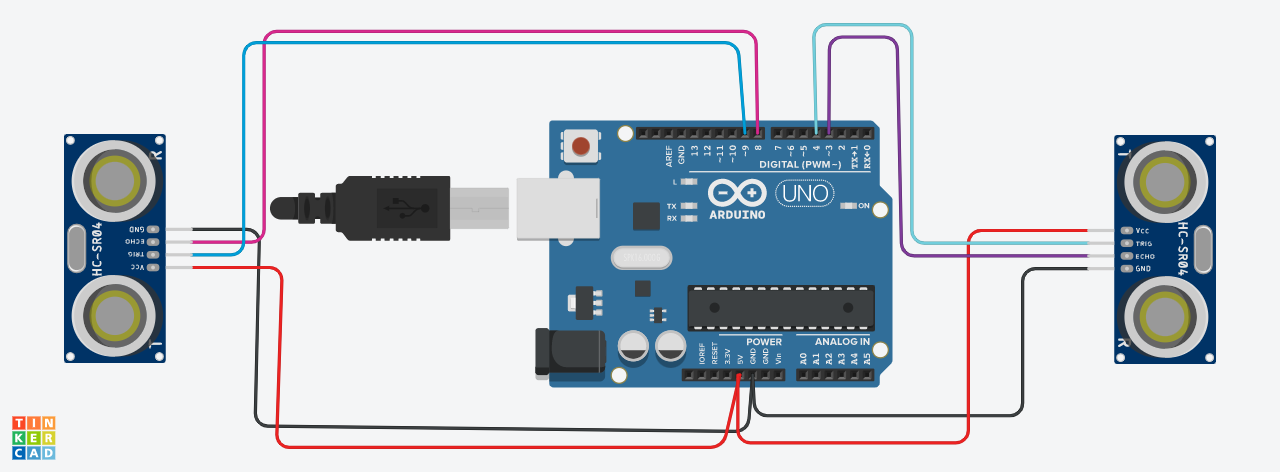 R
HC-SR04
GND
ECHO
TRIG
VCC
T
AREF
GND
13
12
~11
~10
~9
8
7
~6
~5
4
~3
2
TX→1
RX←0
DIGITAL (PWM~)
L
TX
RX
ARDUINO
UNO
ON
POWER
ANALOG IN
IOREF
RESET
3.3V
5V
GND
GND
Vin
A0
A1
A2
A3
A4
A5
T
HC-SR04
VCC
TRIG
ECHO
GND
R
TIN
KER
CAD